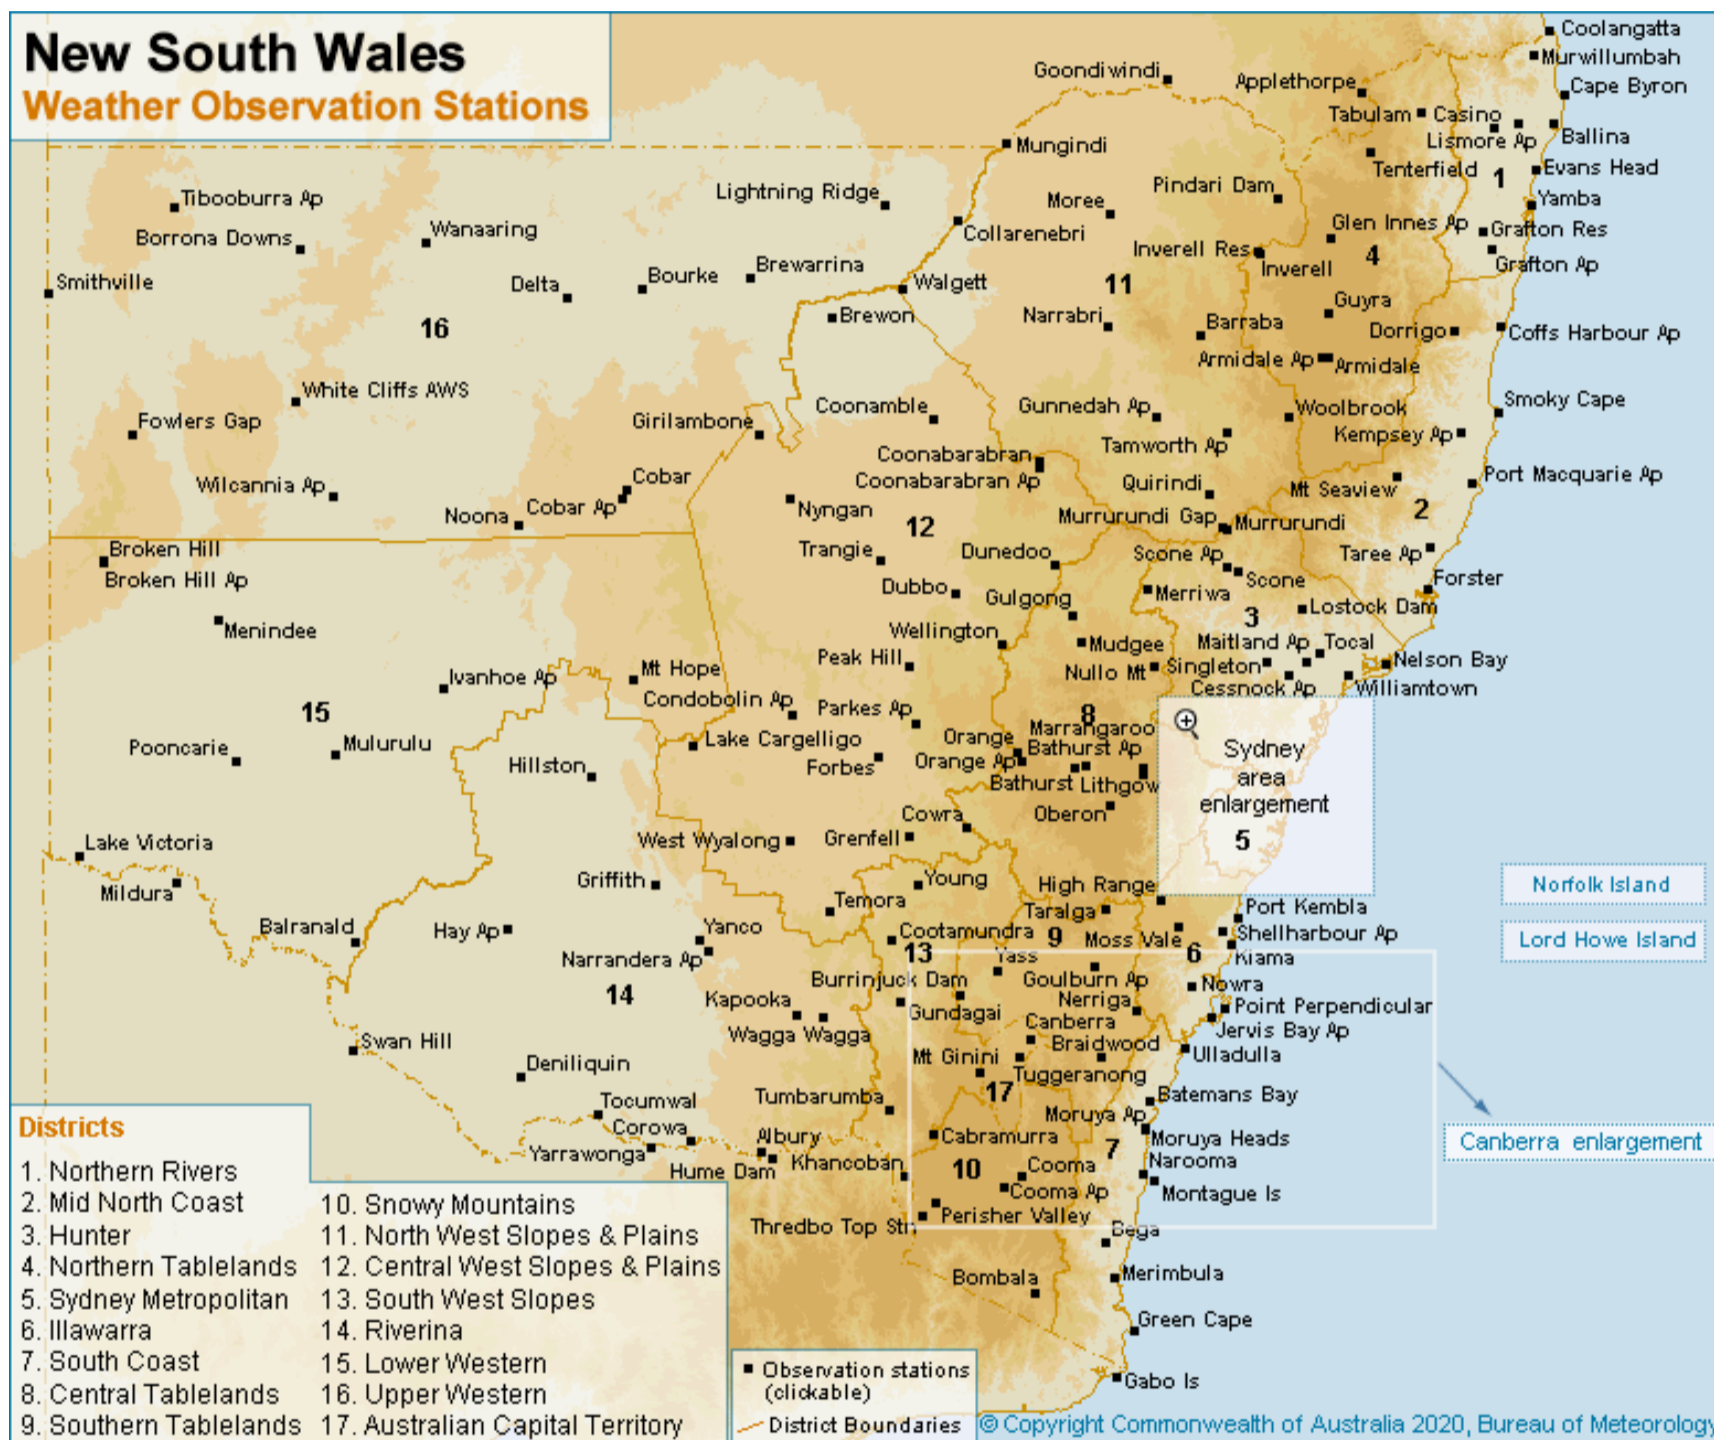 New South Wales
Weather Observation Stations
Coolangatta
Murwillumbah
Goondiwindi
Applethorpe
Cape Byron
Tabulam
Casino
Lismore Ap
Ballina
Mungindi
Tenterfield
Evans Head
1
Lightning Ridge
Pindari Dam
Tibooburra Ap
Moree
Yamba
Wanaaring
Glen Innes Ap
Grafton Res
Borrona Downs
Collarenebri
Inverell Res
4
Inverell
Grafton Ap
Smithville
Delta
Bourke
Brewarrina
Walgett
11
Guyra
16
Brewon
Narrabri
Barraba
Dorrigo
Coffs Harbour Ap
Armidale Ap
Armidale
White Cliffs AWS
Coonamble
Gunnedah Ap
Woolbrook
Smoky Cape
Fowlers Gap
Girilambone
Tamworth Ap
Kempsey Ap
Coonabarabran
Coonabarabran Ap
Wilcannia Ap
Cobar
Cobar Ap
Quirindi
Mt Seaview
Port Macquarie Ap
Noona
Nyngan
12
Murrurundi Gap
Murrurundi
2
Broken Hill
Trangie
Dunedoo
Scone Ap
Taree Ap
Broken Hill Ap
Dubbo
Gulgong
Merriwa
Scone
Forster
Menindee
3
Lostock Dam
Wellington
Mudgee
Maitland Ap
Tocal
Ivanhoe Ap
Mt Hope
Peak Hill
Nullo Mt
Singleton
Nelson Bay
Condobolin Ap
Cessnock Ap
Williamtown
15
Parkes Ap
8
Marrangaroo
Pooncarie
Mulurulu
Lake Cargelligo
Orange
Bathurst Ap
Sydney
area
enlargement
5
Hillston
Forbes
Orange Ap
Bathurst
Lithgow
Oberon
Lake Victoria
West Wyalong
Grenfell
Cowra
Mildura
Griffith
Young
High Range
Norfolk Island
Balranald
Hay Ap
Temora
Taralga
Port Kembla
Yanco
Cootamundra
9
Moss Vale
Shellharbour Ap
Lord Howe Island
Narrandera Ap
13
Yass
6
Kiama
14
Burrinjuck Dam
Goulburn Ap
Nowra
Kapooka
Gundagai
Nerriga
Point Perpendicular
Wagga Wagga
Canberra
Jervis Bay Ap
Swan Hill
Mt Ginini
Braidwood
Ulladulla
Deniliquin
Tuggeranong
Tumbarumba
17
Batemans Bay
Tocumwal
Moruya Ap
Corowa
Albury
Cabramurra
7
Moruya Heads
Canberra enlargement
Yarrawonga
Hume Dam
Khancoban
10
Cooma
Narooma
Cooma Ap
Montague Is
Thredbo Top Stn
Perisher Valley
Bega
Bombala
Merimbula
Green Cape
Gabo Is
Districts
1. Northern Rivers
2. Mid North Coast
3. Hunter
4. Northern Tablelands
5. Sydney Metropolitan
6. Illawarra
7. South Coast
8. Central Tablelands
9. Southern Tablelands
10. Snowy Mountains
11. North West Slopes & Plains
12. Central West Slopes & Plains
13. South West Slopes
14. Riverina
15. Lower Western
16. Upper Western
17. Australian Capital Territory
Observation stations
(clickable)
District Boundaries
© Copyright Commonwealth of Australia 2020, Bureau of Meteorology